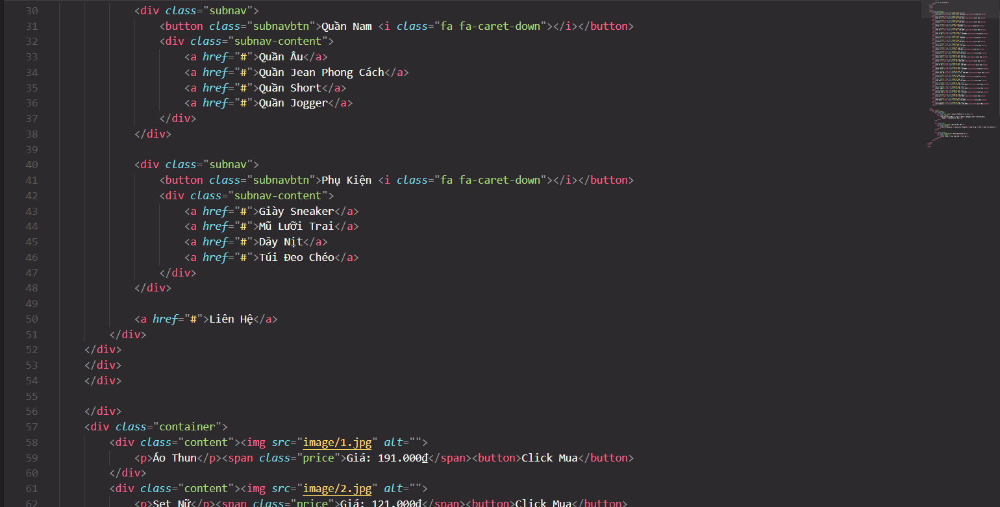 30 <div class="subnav">
31 <button class="subnavbtn">Quần Nam <i class="fa fa-caret-down"></i></button>
32 <div class="subnav-content">
33 <a href="#">Quần Âu</a>
34 <a href="#">Quần Jean Phong Cách</a>
35 <a href="#">Quần Short</a>
36 <a href="#">Quần Jogger</a>
37 </div>
38 </div>
39
40 <div class="subnav">
41 <button class="subnavbtn">Phụ Kiện <i class="fa fa-caret-down"></i></button>
42 <div class="subnav-content">
43 <a href="#">Giày Sneaker</a>
44 <a href="#">Mũ Lưỡi Trai</a>
45 <a href="#">Dây Nịt</a>
46 <a href="#">Túi Đeo Chéo</a>
47 </div>
48 </div>
49
50 <a href="#">Liên Hệ</a>
51 </div>
52 </div>
53 </div>
54 </div>
55
56 </div>
57 <div class="container">
58 <div class="content"><img src="image/1.jpg" alt="">
59 <p>Áo Thun</p><span class="price">Giá: 191.000₫</span><button>Click Mua</button>
60 </div>
61 <div class="content"><img src="image/2.jpg" alt="">
62 <p>Set Nữ</p><span class="price">Giá: 121.000₫</span><button>Click Mua</button>